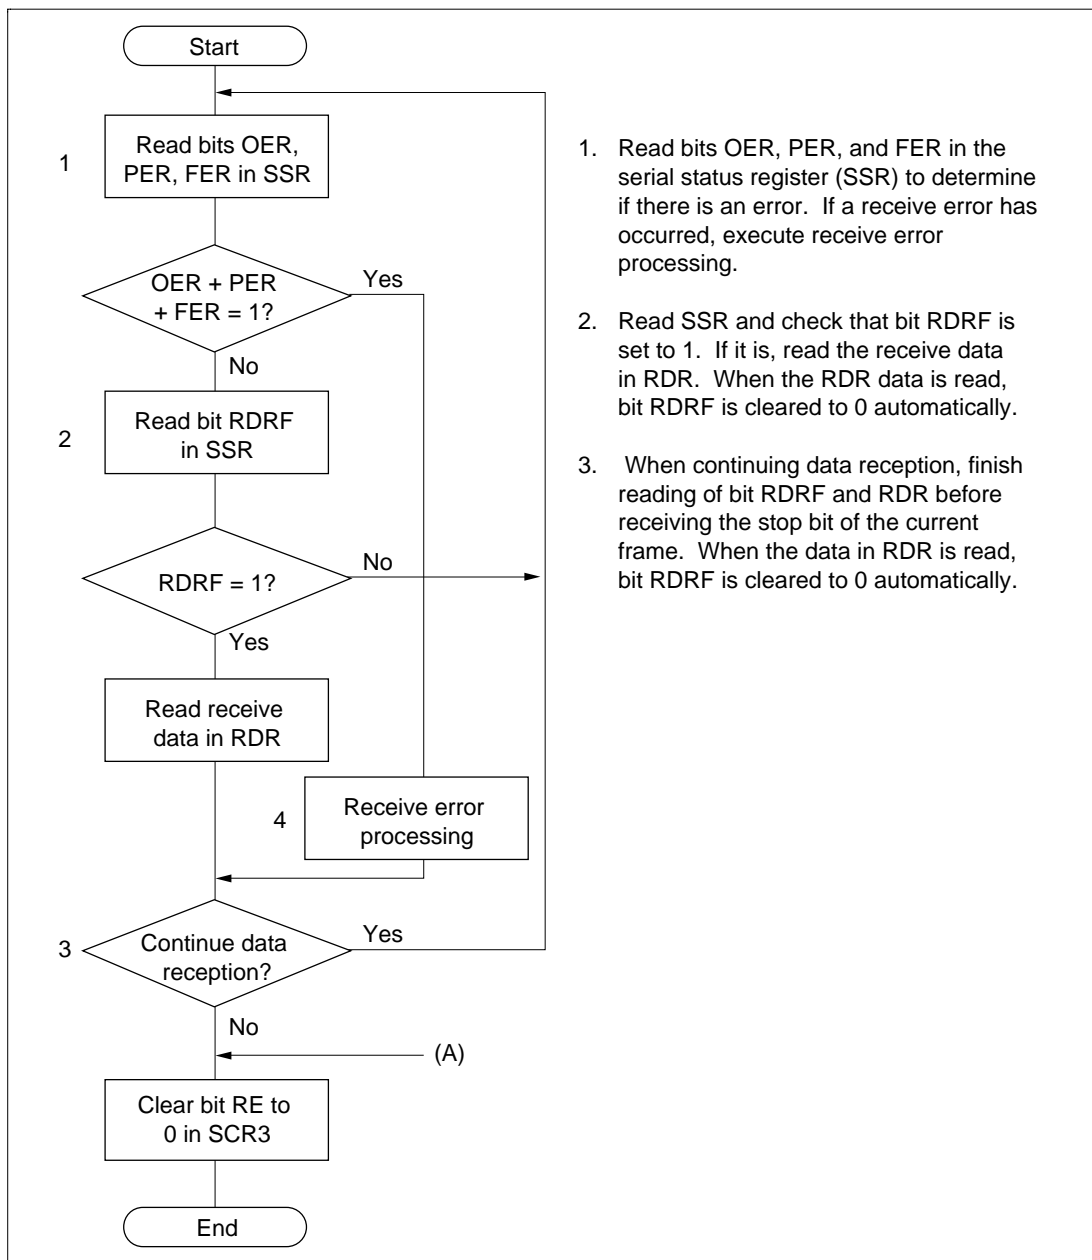 Start
1
Read bits OER,
PER, FER in SSR
OER + PER
+ FER = 1?
Yes
No
2
Read bit RDRF
in SSR
RDRF = 1?
No
Yes
Read receive
data in RDR
4
Receive error
processing
3
Continue data
reception?
Yes
No
(A)
Clear bit RE to
0 in SCR3
End
1. Read bits OER, PER, and FER in the
serial status register (SSR) to determine
if there is an error. If a receive error has
occurred, execute receive error
processing.
2. Read SSR and check that bit RDRF is
set to 1. If it is, read the receive data
in RDR. When the RDR data is read,
bit RDRF is cleared to 0 automatically.
3. When continuing data reception, finish
reading of bit RDRF and RDR before
receiving the stop bit of the current
frame. When the data in RDR is read,
bit RDRF is cleared to 0 automatically.